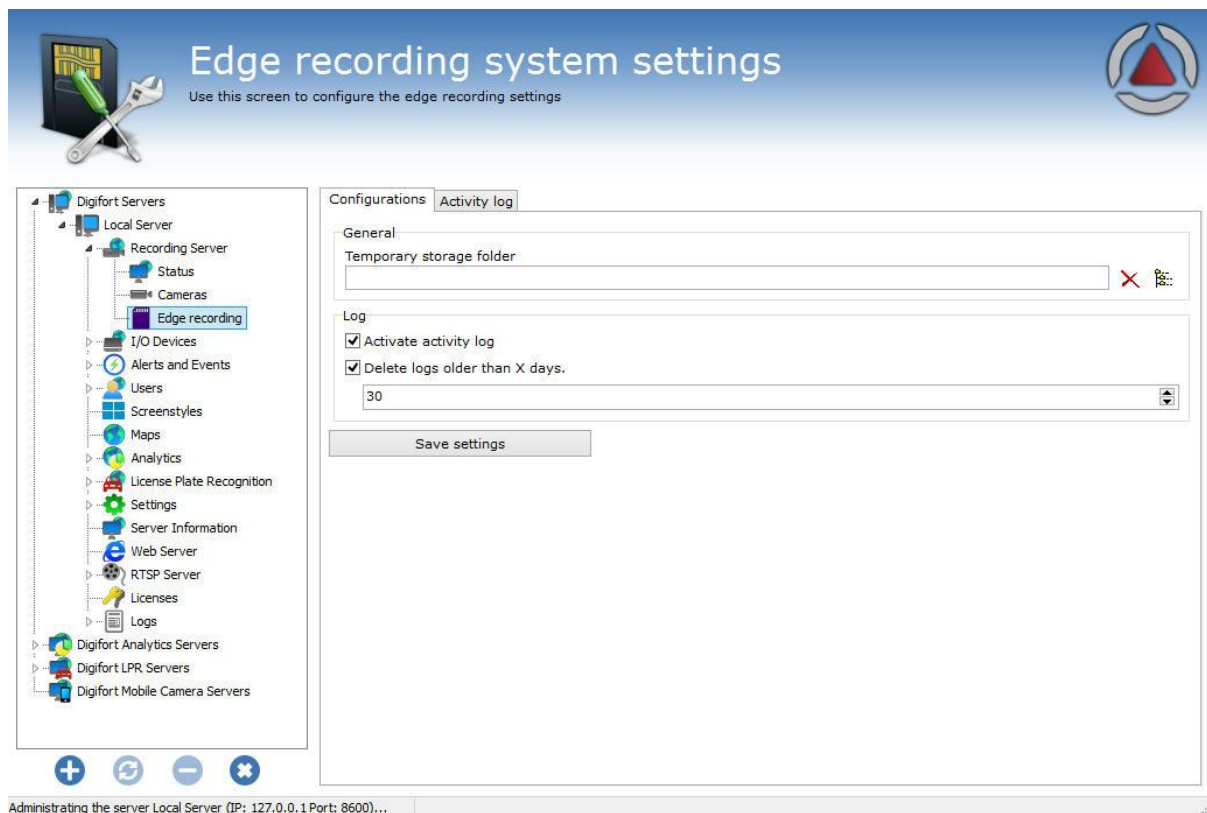 Edge recording system settings
Use this screen to configure the edge recording settings
Digifort Servers
Local Server
Recording Server
Status
Cameras
Edge recording
I/O Devices
Alerts and Events
Users
Screenstyles
Maps
Analytics
License Plate Recognition
Settings
Server Information
Web Server
RTSP Server
Licenses
Logs
Digifort Analytics Servers
Digifort LPR Servers
Digifort Mobile Camera Servers
Configurations
Activity log
General
Temporary storage folder
Log
Activate activity log
Delete logs older than X days.
30
Save settings
Administrating the server Local Server (IP: 127.0.0.1 Port: 8600)...